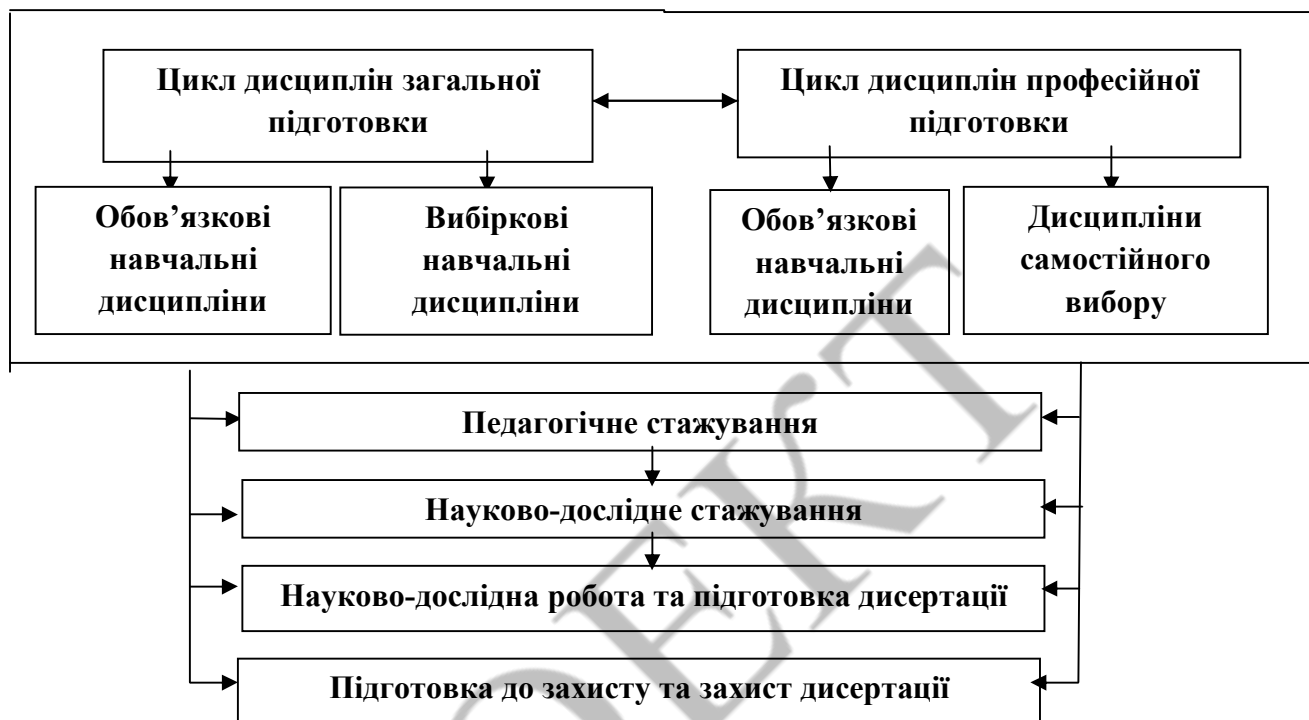 Цикл дисциплін загальної
підготовки
Цикл дисциплін професійної
підготовки
Обов’язкові
навчальні
дисципліни
Вибіркові
навчальні
дисципліни
Обов’язкові
навчальні
дисципліни
Дисципліни
самостійного
вибору
Педагогічне стажування
Науково-дослідне стажування
Науково-дослідна робота та підготовка дисертації
Підготовка до захисту та захист дисертації
ОЕКТ